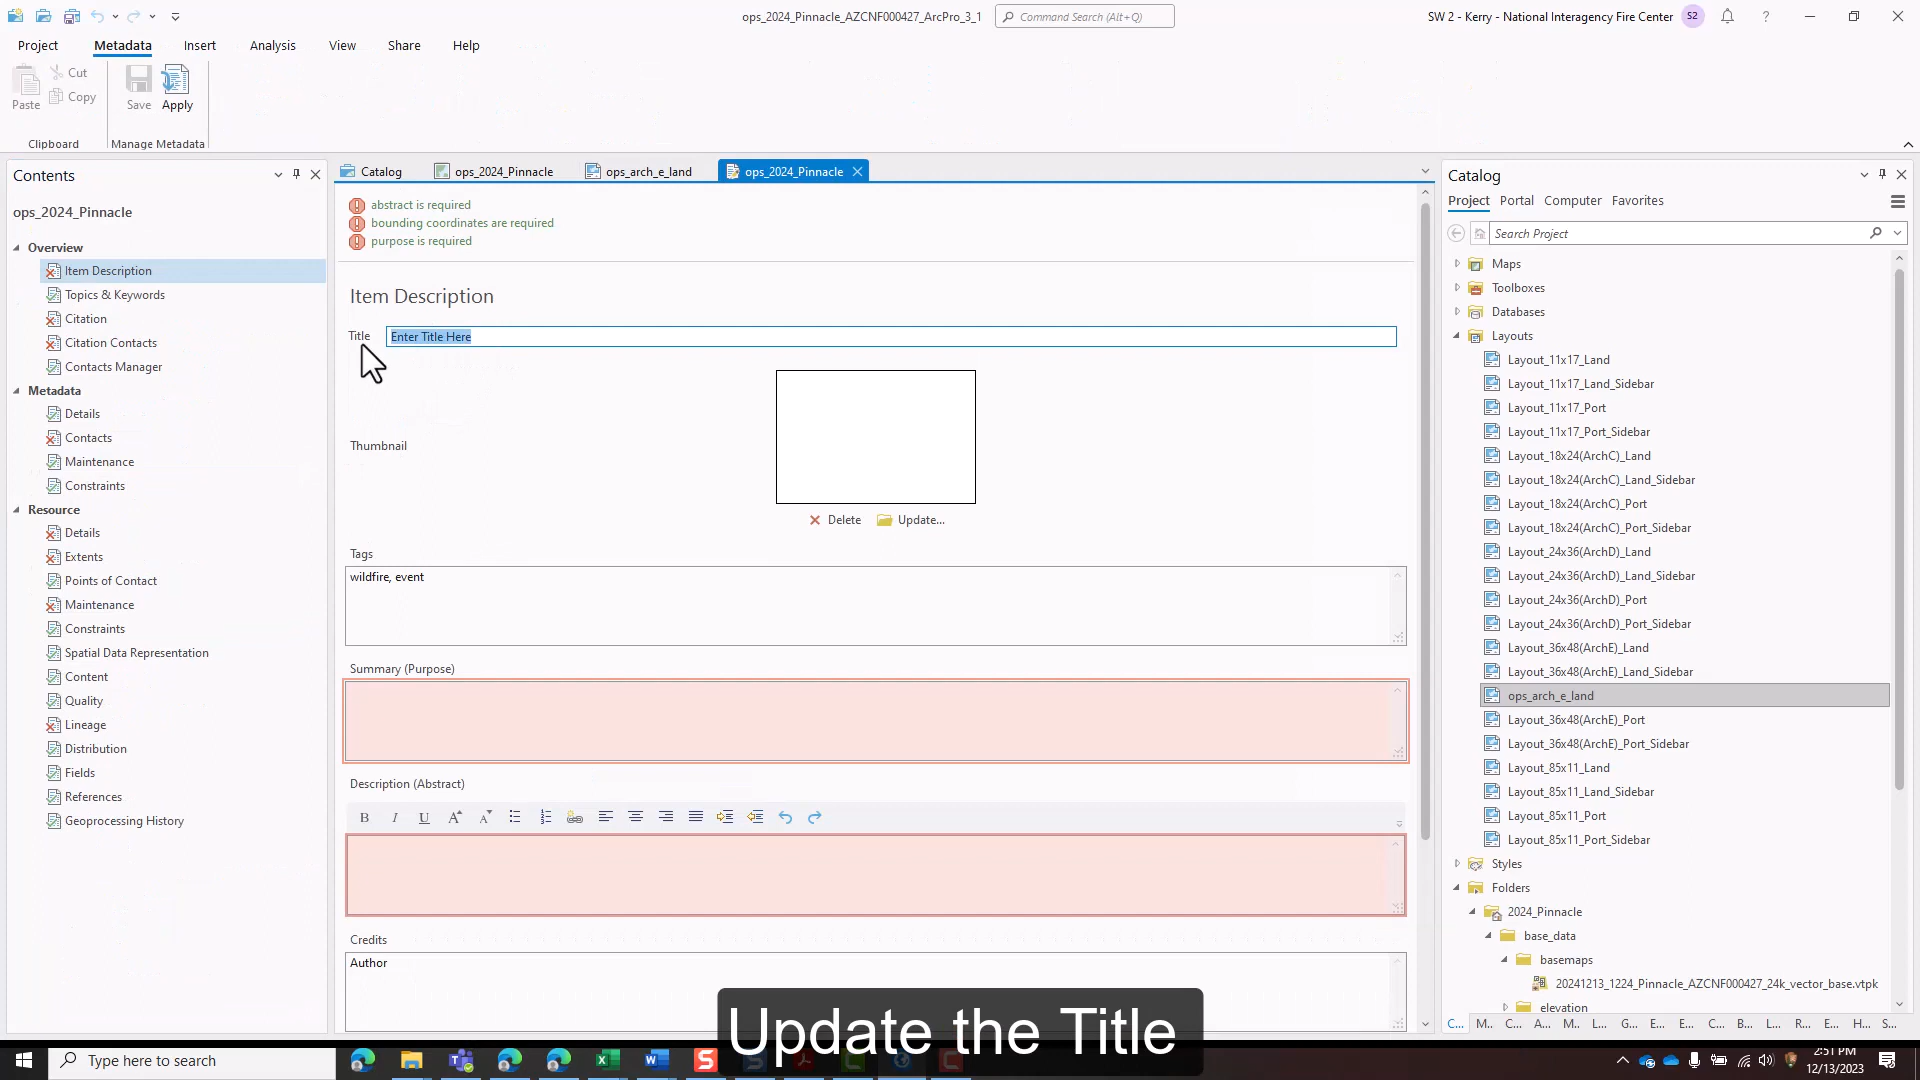 ops_2024_Pinnacle_AZCNF000427_ArcPro_3_1
Command Search (Alt+Q)
SW 2 - Kerry - National Interagency Fire Center
S2
?
Project
Metadata
Insert
Analysis
View
Share
Help
Paste
Cut
Copy
Save
Apply
Clipboard
Manage Metadata
Contents
ops_2024_Pinnacle
Overview
Item Description
Topics & Keywords
Citation
Citation Contacts
Contacts Manager
Metadata
Details
Contacts
Maintenance
Constraints
Resource
Details
Extents
Points of Contact
Maintenance
Constraints
Spatial Data Representation
Content
Quality
Lineage
Distribution
Fields
References
Geoprocessing History
Catalog
ops_2024_Pinnacle
ops_arch_e_land
ops_2024_Pinnacle
abstract is required
bounding coordinates are required
purpose is required
Item Description
Title
Enter Title Here
Thumbnail
Delete
Update...
Tags
wildfire, event
Summary (Purpose)
Description (Abstract)
B I U A A
Credits
Author
Catalog
Project
Portal
Computer
Favorites
Search Project
Maps
Toolboxes
Databases
Layouts
Layout_11x17_Land
Layout_11x17_Land_Sidebar
Layout_11x17_Port
Layout_11x17_Port_Sidebar
Layout_18x24(ArchC)_Land
Layout_18x24(ArchC)_Land_Sidebar
Layout_18x24(ArchC)_Port
Layout_18x24(ArchC)_Port_Sidebar
Layout_24x36(ArchD)_Land
Layout_24x36(ArchD)_Land_Sidebar
Layout_24x36(ArchD)_Port
Layout_24x36(ArchD)_Port_Sidebar
Layout_36x48(ArchE)_Land
Layout_36x48(ArchE)_Land_Sidebar
ops_arch_e_land
Layout_36x48(ArchE)_Port
Layout_36x48(ArchE)_Port_Sidebar
Layout_85x11_Land
Layout_85x11_Land_Sidebar
Layout_85x11_Port
Layout_85x11_Port_Sidebar
Styles
Folders
2024_Pinnacle
base_data
basemaps
20241213_1224_Pinnacle_AZCNF000427_24k_vector_base.vtpk
elevation
C... M... C... A... M... L... G... E... E... C... B... L... R... E... H... S...
Update the Title
Type here to search
2:51 PM
12/13/2023